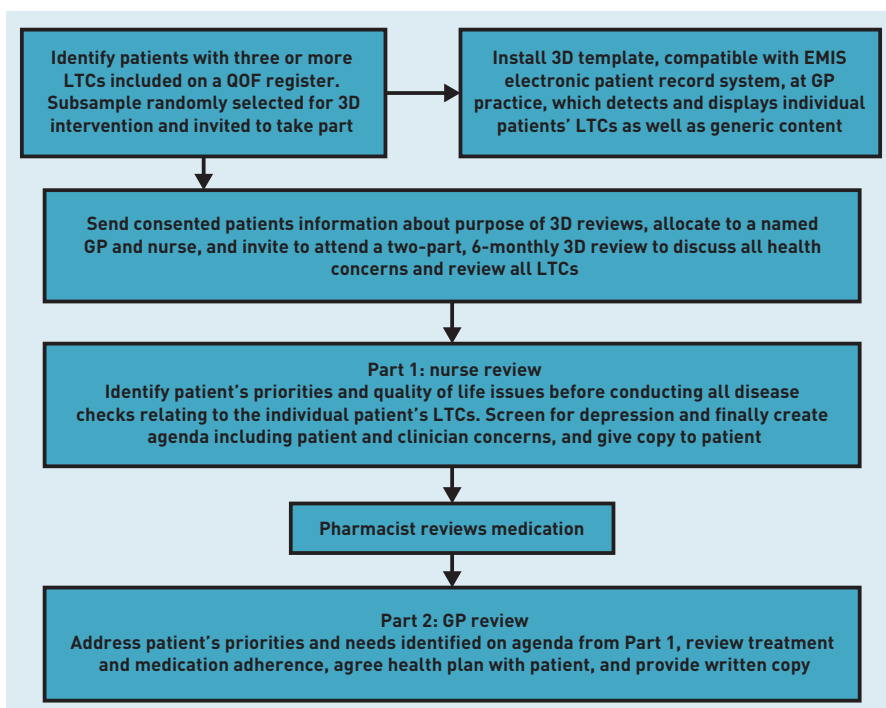 Identify patients with three or more
LTCs included on a QOF register.
Subsample randomly selected for 3D
intervention and invited to take part
Install 3D template, compatible with EMIS
electronic patient record system, at GP
practice, which detects and displays individual
patients’ LTCs as well as generic content
Send consented patients information about purpose of 3D reviews, allocate to a named
GP and nurse, and invite to attend a two-part, 6-monthly 3D review to discuss all health
concerns and review all LTCs
Part 1: nurse review
Identify patient’s priorities and quality of life issues before conducting all disease
checks relating to the individual patient’s LTCs. Screen for depression and finally create
agenda including patient and clinician concerns, and give copy to patient
Pharmacist reviews medication
Part 2: GP review
Address patient’s priorities and needs identified on agenda from Part 1, review treatment
and medication adherence, agree health plan with patient, and provide written copy